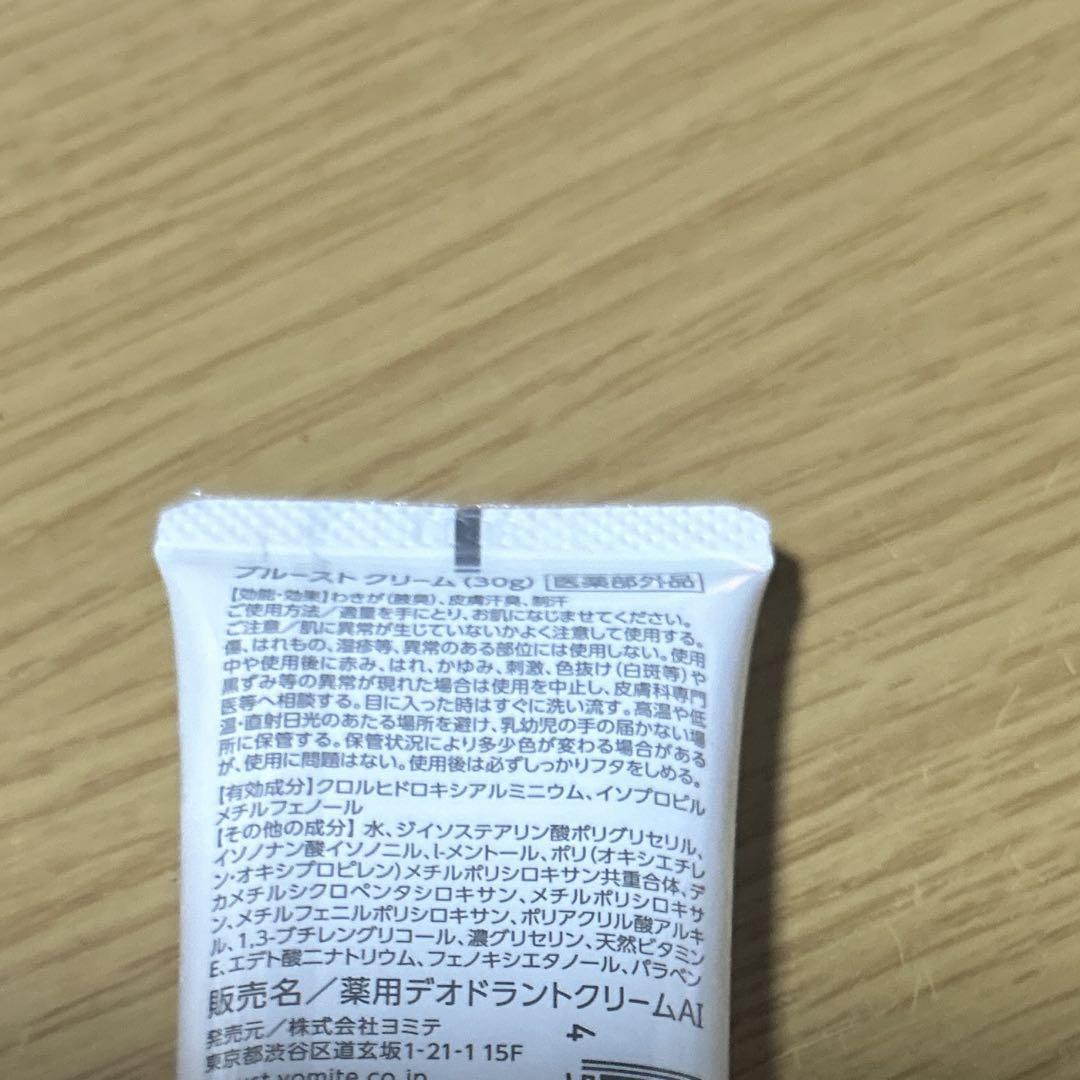 プルースト クリーム (30g) 医薬部外品
【効能・効果】わきが(腋臭)、皮膚汗臭、制汗
ご使用方法／適量を手にとり、お肌になじませてください。
ご注意／肌に異常が生じていないかよく注意して使用する。
傷、はれもの、湿疹等、異常のある部位には使用しない。使用
中や使用後に赤み、はれ、かゆみ、刺激、色抜け(白斑等)や
黒ずみ等の異常が現れた場合は使用を中止し、皮膚科専門
医等へ相談する。目に入った時はすぐに洗い流す。高温や低
温・直射日光のあたる場所を避け、乳幼児の手の届かない場
所に保管する。保管状況により多少色が変わる場合がある
が、使用に問題はない。使用後は必ずしっかりフタをしめる。
【有効成分】クロルヒドロキシアルミニウム、イソプロピル
メチルフェノール
【その他の成分】水、ジイソステアリン酸ポリグリセリル、
イソノナン酸イソノニル、l-メントール、ポリ(オキシエチレ
ン・オキシプロピレン)メチルポリシロキサン共重合体、デ
カメチルシクロペンタシロキサン、メチルポリシロキサ
ン、メチルフェニルポリシロキサン、ポリアクリル酸アルキ
ル、1,3-ブチレングリコール、濃グリセリン、天然ビタミン
E、エデト酸二ナトリウム、フェノキシエタノール、パラベン
販売名／薬用デオドラントクリームAI
発売元／株式会社ヨミテ
東京都渋谷区道玄坂1-21-1 15F
yomite.co.jp
4